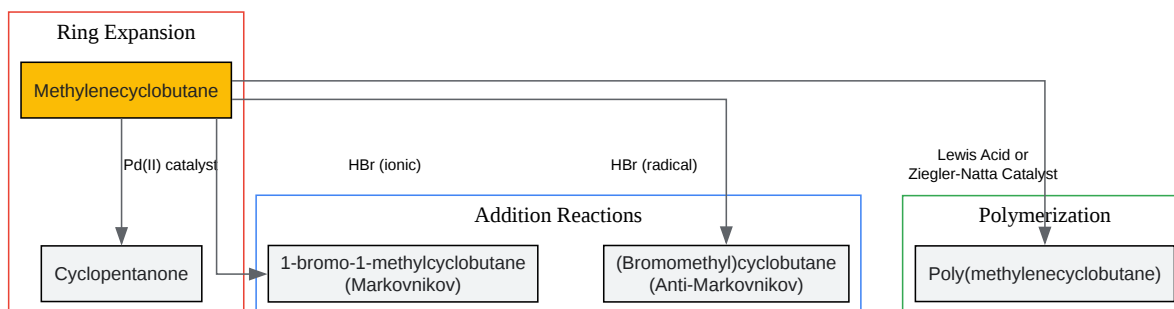 Ring Expansion
Methylenecyclobutane
Pd(II) catalyst
HBr (ionic)
HBr (radical)
Lewis Acid or
Ziegler-Natta Catalyst
Addition Reactions
Polymerization
Cyclopentanone
1-bromo-1-methylcyclobutane
(Markovnikov)
(Bromomethyl)cyclobutane
(Anti-Markovnikov)
Poly(methylenecyclobutane)